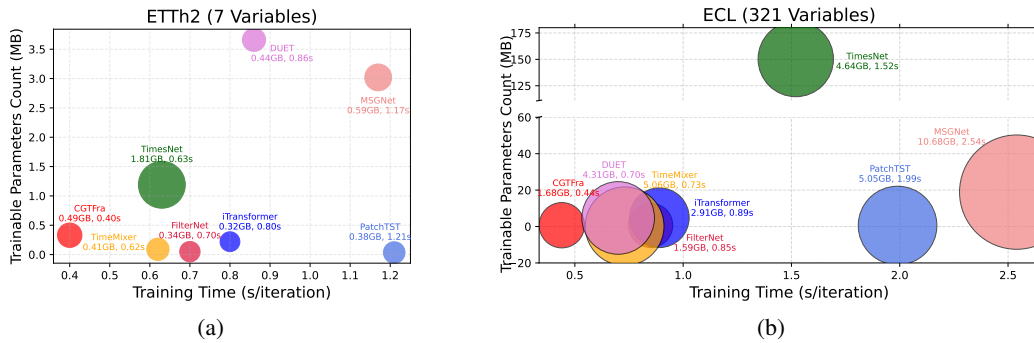 ETTh2 (7 Variables)
Trainable Parameters Count (MB)
3.5
3.0
2.5
2.0
1.5
1.0
0.5
0.0
DUET
0.44GB, 0.86s
MSGNet
0.59GB, 1.17s
TimesNet
1.81GB, 0.63s
CGTFra
0.49GB, 0.40s
TimeMixer
0.41GB, 0.62s
FilterNet
0.34GB, 0.70s
iTransformer
0.32GB, 0.80s
PatchTST
0.38GB, 1.21s
0.4 0.5 0.6 0.7 0.8 0.9 1.0 1.1 1.2
Training Time (s/iteration)
(a)
ECL (321 Variables)
Trainable Parameters Count (MB)
175
150
125
60
40
20
0
20
TimesNet
4.64GB, 1.52s
MSGNet
10.68GB, 2.54s
DUET
4.31GB, 0.70s
TimeMixer
5.06GB, 0.73s
CGTFra
1.68GB, 0.44s
PatchTST
5.05GB, 1.99s
iTransformer
2.91GB, 0.89s
FilterNet
1.59GB, 0.85s
0.5 1.0 1.5 2.0 2.5
Training Time (s/iteration)
(b)